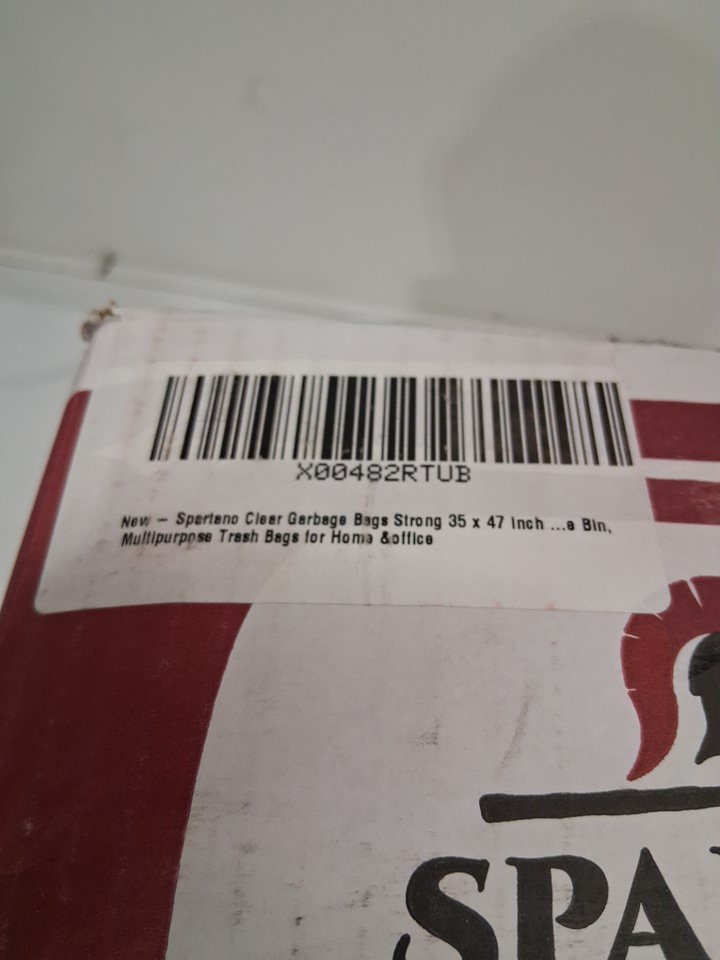 X00482RTUB
New - Spartano Clear Garbage Bags Strong 35 x 47 Inch ...e Bin,
Multipurpose Trash Bags for Home &office
SPA